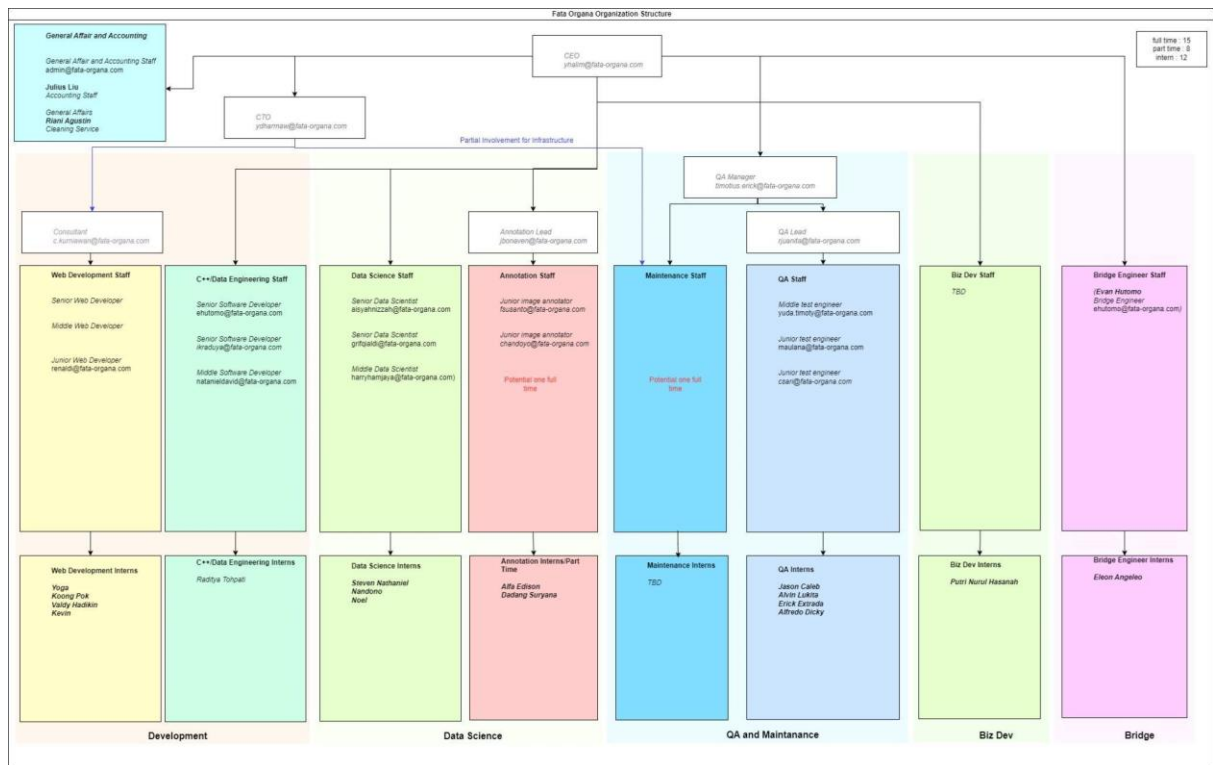 Fata Organa Organization Structure
General Affair and Accounting
General Affair and Accounting Staff
admin@fata-organa.com
Julius Liu
Accounting Staff
General Affairs
Riani Agustin
Cleaning Service
CEO
yhalim@fata-organa.com
full time : 15
part time : 8
intern : 12
CTO
ydharmaw@fata-organa.com
Partial Involvement for Infrastructure
QA Manager
timotius.erick@fata-organa.com
Consultant
c.kurniawan@fata-organa.com
Annotation Lead
jbonaven@fata-organa.com
QA Lead
rjuanita@fata-organa.com
Web Development Staff
Senior Web Developer
Middle Web Developer
Junior Web Developer
renaldi@fata-organa.com
C++/Data Engineering Staff
Senior Software Developer
ehutomo@fata-organa.com
Senior Software Developer
ikraduya@fata-organa.com
Middle Software Developer
natanieldavid@fata-organa.com
Data Science Staff
Senior Data Scientist
aisyahnizzah@fata-organa.com
Senior Data Scientist
grifipaldi@fata-organa.com
Middle Data Scientist
harryhamjaya@fata-organa.com)
Annotation Staff
Junior image annotator
fsusanto@fata-organa.com
Junior image annotator
chandoyo@fata-organa.com
Potential one full
time
Maintenance Staff
Potential one full
time
QA Staff
Middle test engineer
yuda.timoty@fata-organa.com
Junior test engineer
maulana@fata-organa.com
Junior test engineer
csari@fata-organa.com
Biz Dev Staff
TBD
Bridge Engineer Staff
(Evan Hutomo
Bridge Engineer
ehutomo@fata-organa.com)
Web Development Interns
Yoga
Koong Pok
Valdy Hadikin
Kevin
C++/Data Engineering Interns
Raditya Tohpati
Data Science Interns
Steven Nathaniel
Nandono
Noel
Annotation Interns/Part
Time
Alfa Edison
Dadang Suryana
Maintenance Interns
TBD
QA Interns
Jason Caleb
Alvin Lukita
Erick Extrada
Alfredo Dicky
Biz Dev Interns
Putri Nurul Hasanah
Bridge Engineer Interns
Eleon Angeleo
Development
Data Science
QA and Maintanance
Biz Dev
Bridge